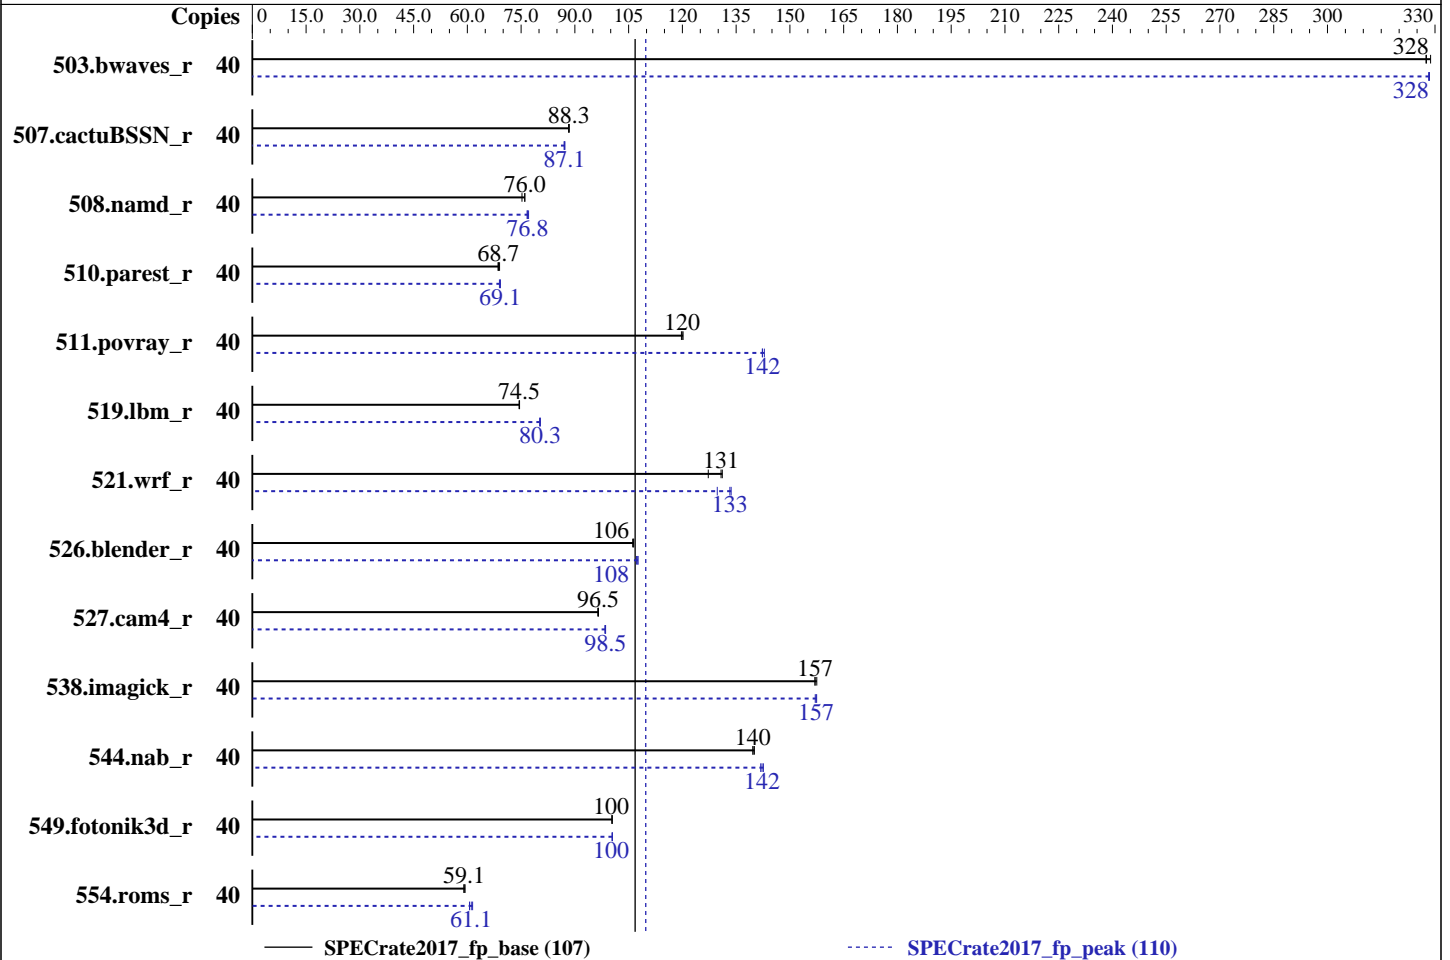 Copies 0 15.0 30.0 45.0 60.0 75.0 90.0 105 120 135 150 165 180 195 210 225 240 255 270 285 300 330
328
503.bwaves_r 40
328
88.3
507.cactuBSSN_r 40
87.1
76.0
508.namd_r 40
76.8
68.7
510.parest_r 40
69.1
120
511.povray_r 40
142
74.5
519.lbm_r 40
80.3
131
521.wrf_r 40
133
106
526.blender_r 40
108
96.5
527.cam4_r 40
98.5
157
538.imagick_r 40
157
140
544.nab_r 40
142
100
549.fotonik3d_r 40
100
59.1
554.roms_r 40
61.1
SPECrate2017_fp_base (107) SPECrate2017_fp_peak (110)